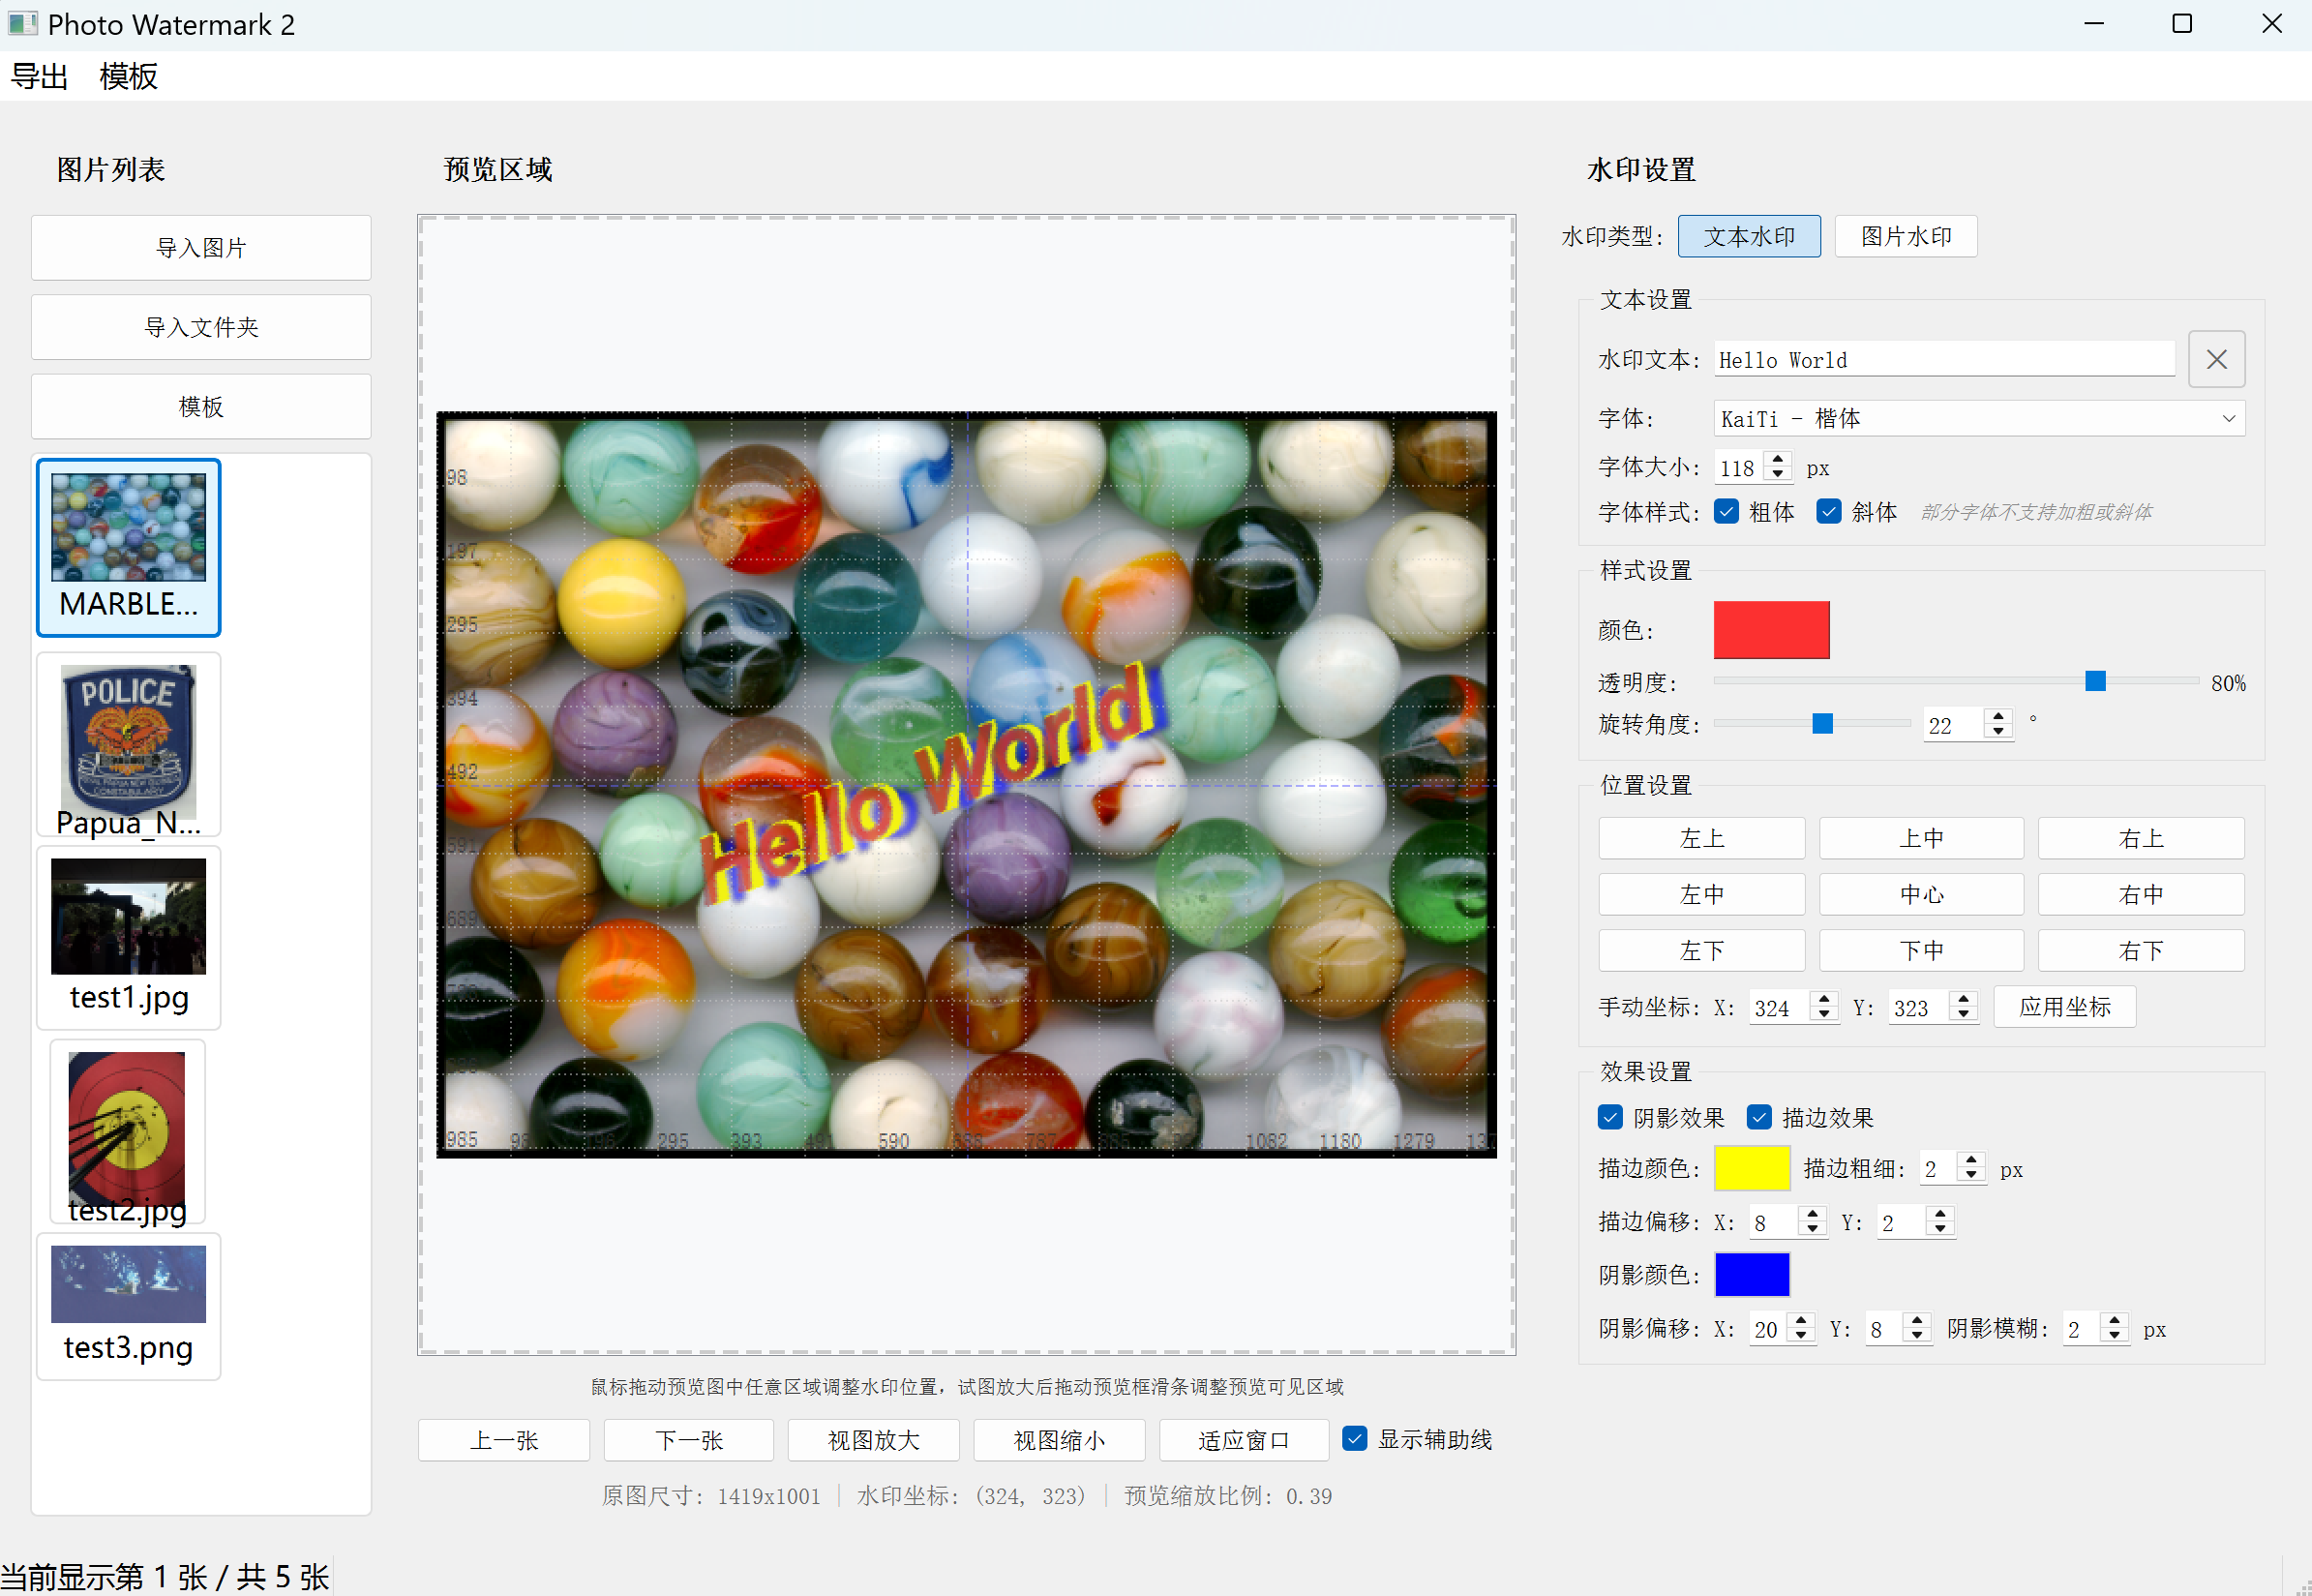 Photo Watermark 2
导出 模板
图片列表
导入图片
导入文件夹
模板
MARBLE...
POLICE
Papua_N...
test1.jpg
test2.jpg
test3.png
预览区域
98
197
295
394
492
591
689
985
295 393 590 787 1082 1180 1279
Hello World
鼠标拖动预览图中任意区域调整水印位置，试图放大后拖动预览框滑条调整预览可见区域
上一张 下一张 视图放大 视图缩小 适应窗口 显示辅助线
原图尺寸: 1419x1001 | 水印坐标: (324, 323) | 预览缩放比例: 0.39
水印设置
水印类型: 文本水印 图片水印
文本设置
水印文本: Hello World
字体: KaiTi - 楷体
字体大小: 118 px
字体样式: 粗体 斜体 部分字体不支持加粗或斜体
样式设置
颜色:
透明度: 80%
旋转角度: 22 °
位置设置
左上 上中 右上
左中 中心 右中
左下 下中 右下
手动坐标: X: 324 Y: 323 应用坐标
效果设置
阴影效果 描边效果
描边颜色: 描边粗细: 2 px
描边偏移: X: 8 Y: 2
阴影颜色:
阴影偏移: X: 20 Y: 8 阴影模糊: 2 px
当前显示第 1 张 / 共 5 张